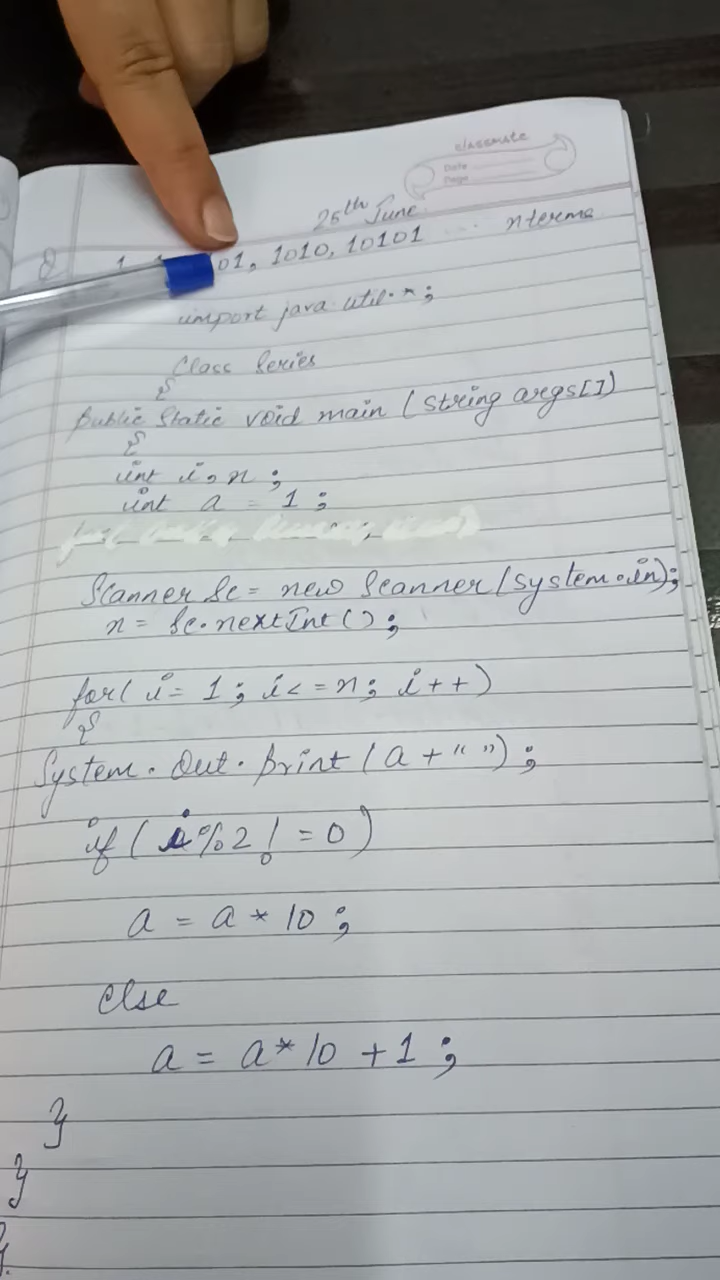 classmate
Date
Page
25th June
Q 1, 1 01, 1010, 10101 ... n terms
import java.util.*;
Class Series
{
public static void main (string args[])
{
int i, n ;
int a = 1 ;
Scanner Sc = new Scanner (System.in);
n = Sc.nextInt();
for( i = 1 ; i <= n ; i ++ )
{
System.Out.print (a + " ");
if ( i % 2 ! = 0 )
a = a * 10 ;
else
a = a * 10 + 1 ;
}
}
}